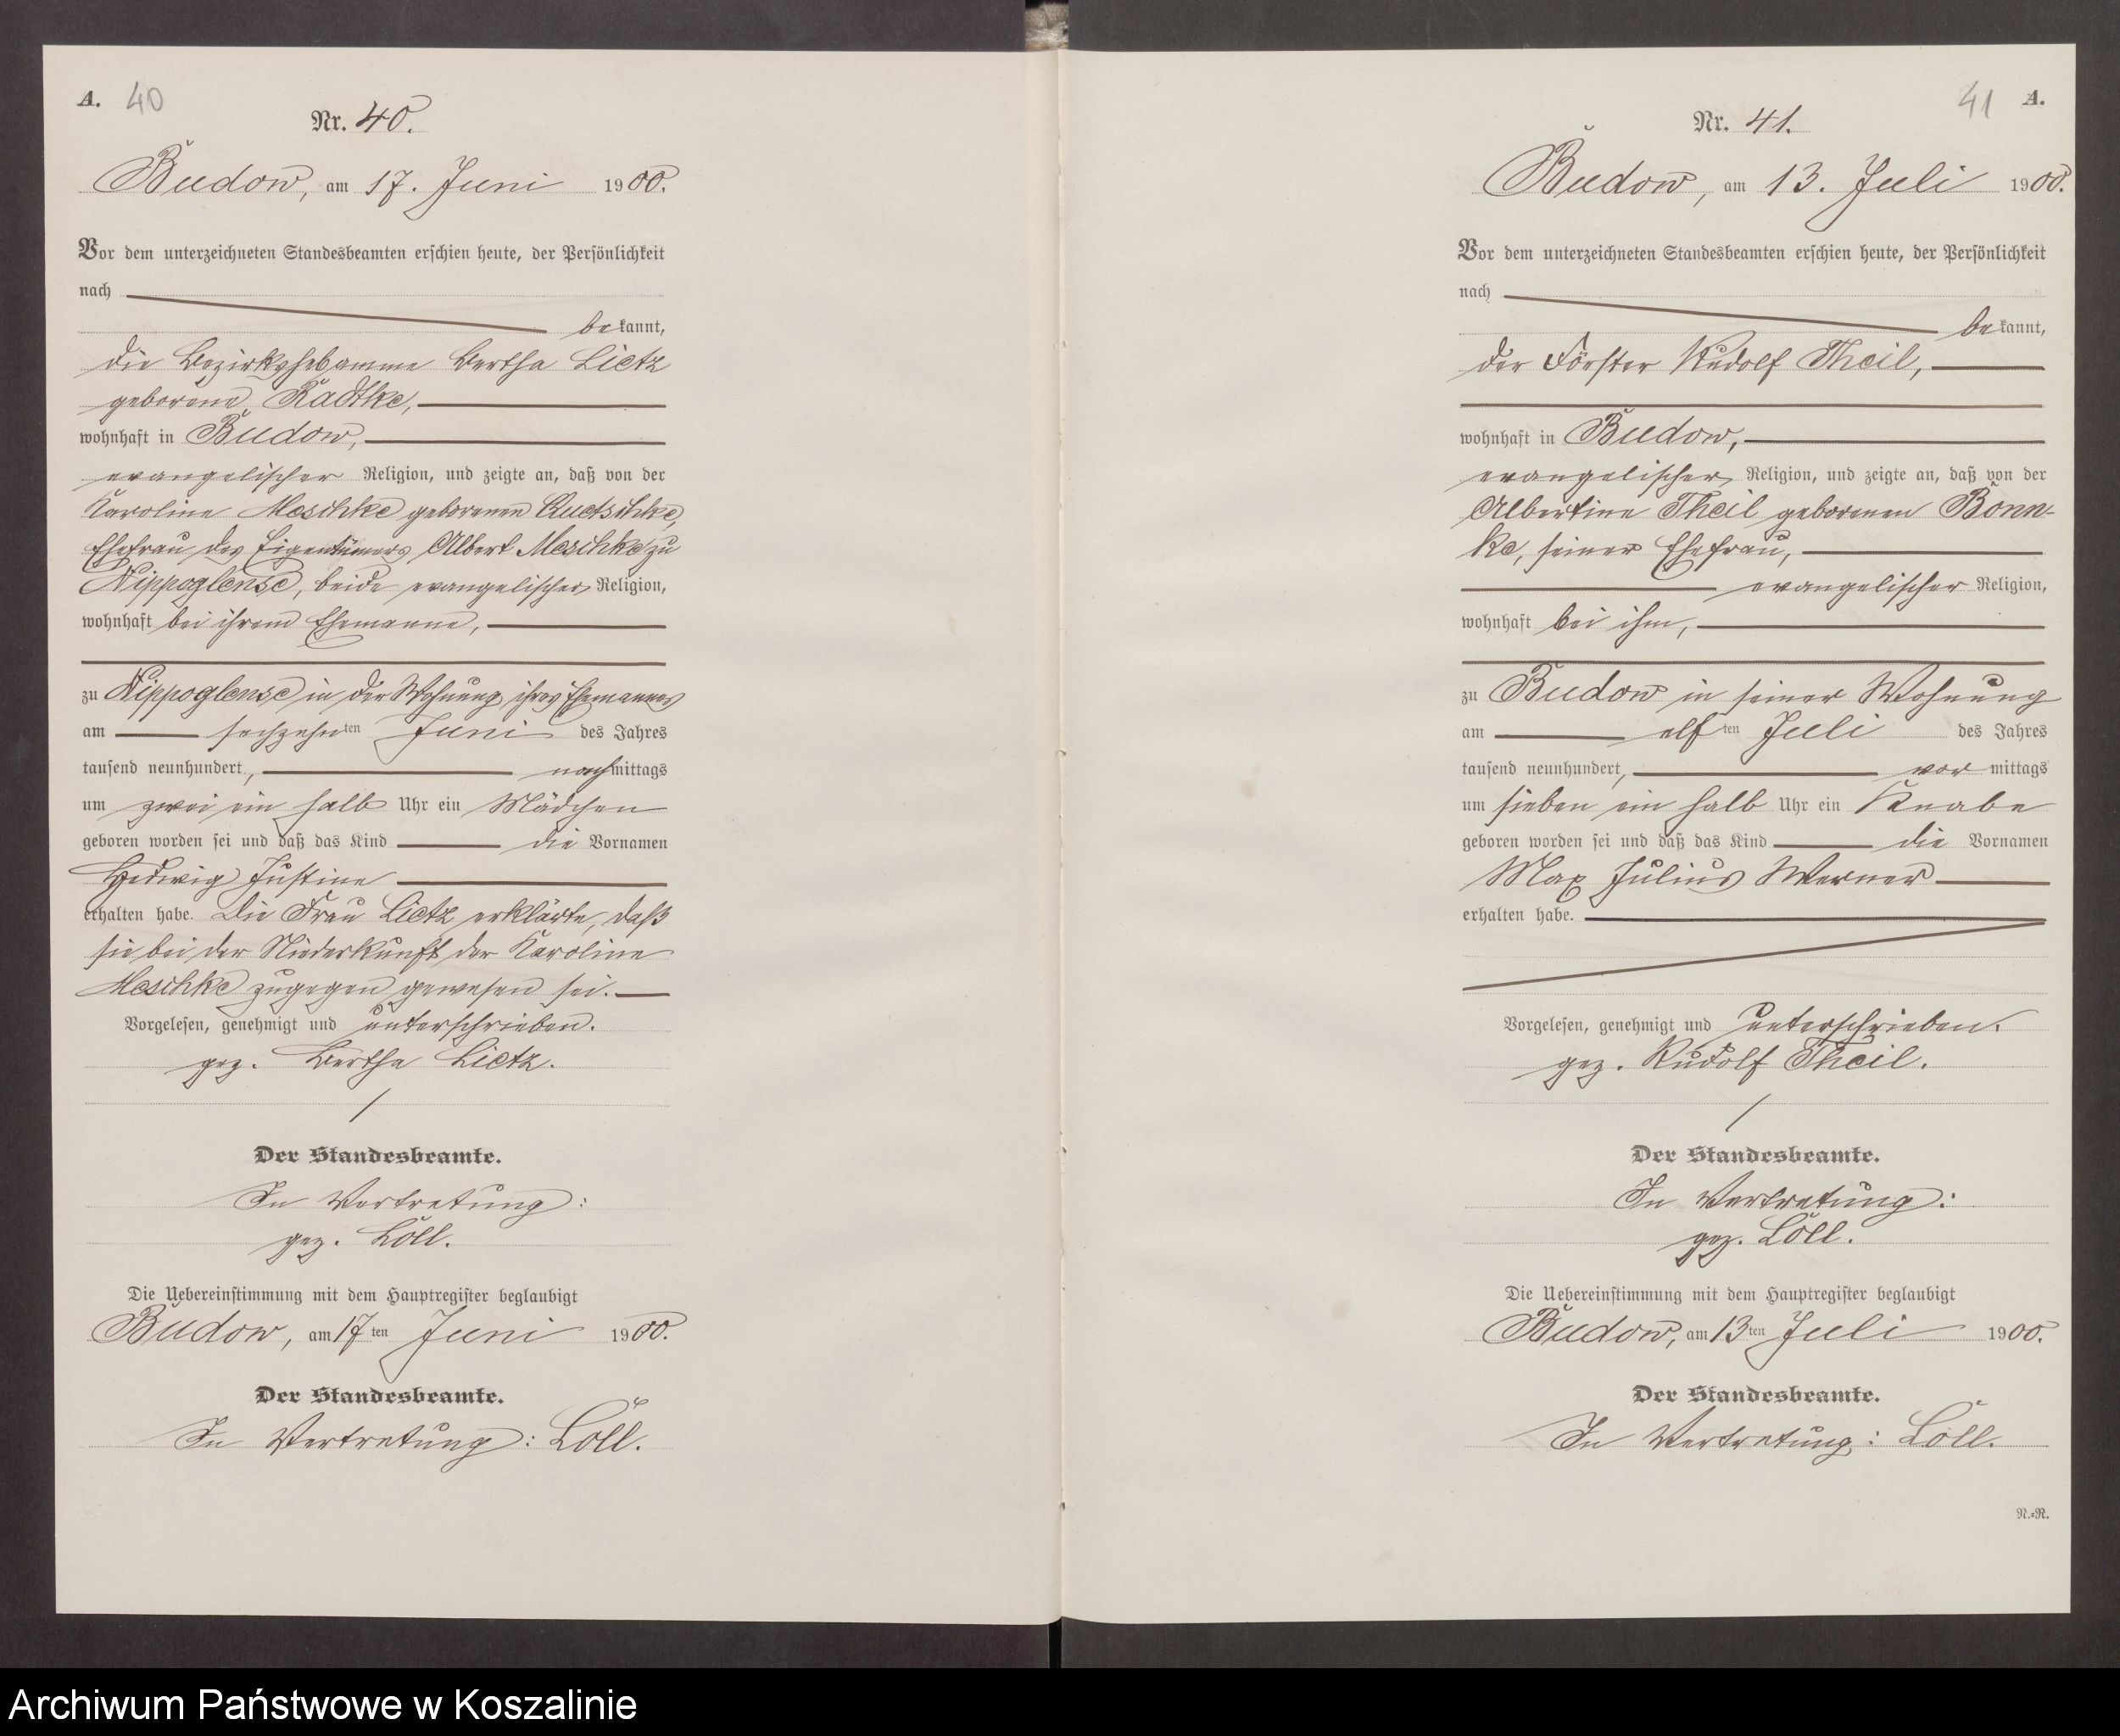 A. 40
Nr. 40.
Budow, am 17. Juni 1900.
Vor dem unterzeichneten Standesbeamten erschien heute, der Persönlichkeit
nach
bekannt,
die Bezirkshebamme Bertha Lietz
geborene Radtke,
wohnhaft in Budow,
evangelischer Religion, und zeigte an, daß von der
Karoline Meschke geborenen Quetschke,
Ehefrau des Eigentümers Albert Meschke zu
Nippoglense, beide evangelischer Religion,
wohnhaft bei ihrem Ehemanne,
zu Nippoglense in der Wohnung ihres Ehemannes
am sechzehnten Juni des Jahres
tausend neunhundert, nachmittags
um zwei ein halb Uhr ein Mädchen
geboren worden sei und daß das Kind die Vornamen
Hedwig Justine
erhalten habe. Die Frau Lietz erklärte, daß
sie bei der Niederkunft der Karoline
Meschke zugegen gewesen sei.
Vorgelesen, genehmigt und unterschrieben.
gez. Bertha Lietz.
Der Standesbeamte.
In Vertretung:
gez. Löll.
Die Uebereinstimmung mit dem Hauptregister beglaubigt
Budow, am 17ten Juni 1900.
Der Standesbeamte.
In Vertretung: Löll.
41 A.
Nr. 41.
Budow, am 13. Juli 1900.
Vor dem unterzeichneten Standesbeamten erschien heute, der Persönlichkeit
nach
bekannt,
der Förster Rudolf Theil,
wohnhaft in Budow,
evangelischer Religion, und zeigte an, daß von der
Albertine Theil geborenen Bonn-
ke, seiner Ehefrau,
evangelischer Religion,
wohnhaft bei ihm,
zu Budow in seiner Wohnung
am elften Juli des Jahres
tausend neunhundert, vormittags
um sieben ein halb Uhr ein Knabe
geboren worden sei und daß das Kind die Vornamen
Max Julius Werner
erhalten habe.
Vorgelesen, genehmigt und unterschrieben.
gez. Rudolf Theil.
Der Standesbeamte.
In Vertretung:
gez. Löll.
Die Uebereinstimmung mit dem Hauptregister beglaubigt
Budow, am 13ten Juli 1900.
Der Standesbeamte.
In Vertretung: Löll.
N.=R.
Archiwum Państwowe w Koszalinie